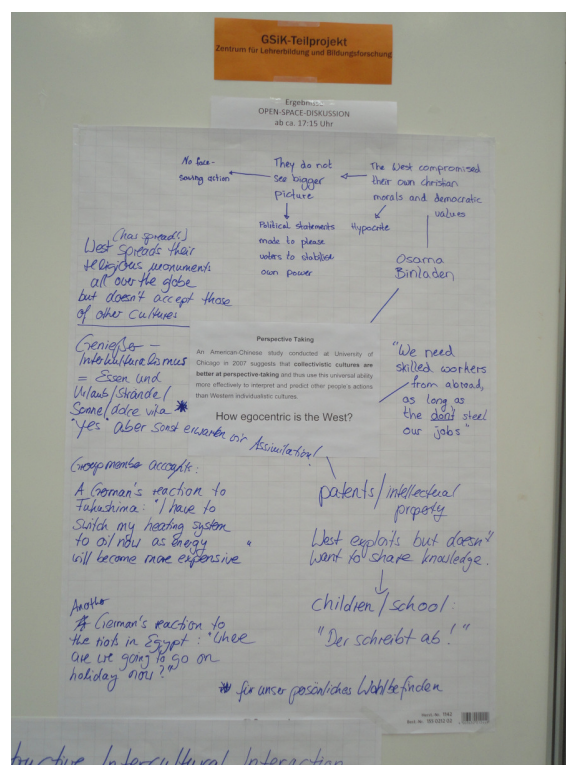 GSiK-Teilprojekt
Zentrum für Lehrerbildung und Bildungsforschung
Ergebnisse
OPEN-SPACE-DISKUSSION
ab ca. 17:15 Uhr
No face-
saving action
They do not
see bigger
picture
The West compromised
their own christian
morals and democratic
values
Political statements
made to please
voters to stabilise
own power
Hypocrite
Osama
Binladen
(has spread()
West spreads their
religious monuments
all over the globe
but doesn't accept those
of other cultures
Perspective Taking
An American-Chinese study conducted at University of
Chicago in 2007 suggests that collectivistic cultures are
better at perspective-taking and thus use this universal ability
more effectively to interpret and predict other people's actions
than Western individualistic cultures.
How egocentric is the West?
Genießer-
Interkulturalismus
= Essen und
Urlaub/Strände/
Sonne/dolce vita *
"Yes aber sonst erwarten wir Assimilation!
"We need
skilled workers
from abroad,
as long as
the dont steel
our jobs"
Groupmember accounts:
A German's reaction to
Fukushima: "I have to
switch my heating system
to oil now as energy
will become more expensive"
patents/intellectual
property
West exploits but doesn't
want to share knowledge.
children/school:
"Der schreibt ab!"
Another
German's reaction to
the riots in Egypt: "Whee
are we going to go on
holiday now?"
* für unser persönliches Wohlbefinden
tructive Intercultural Interaction